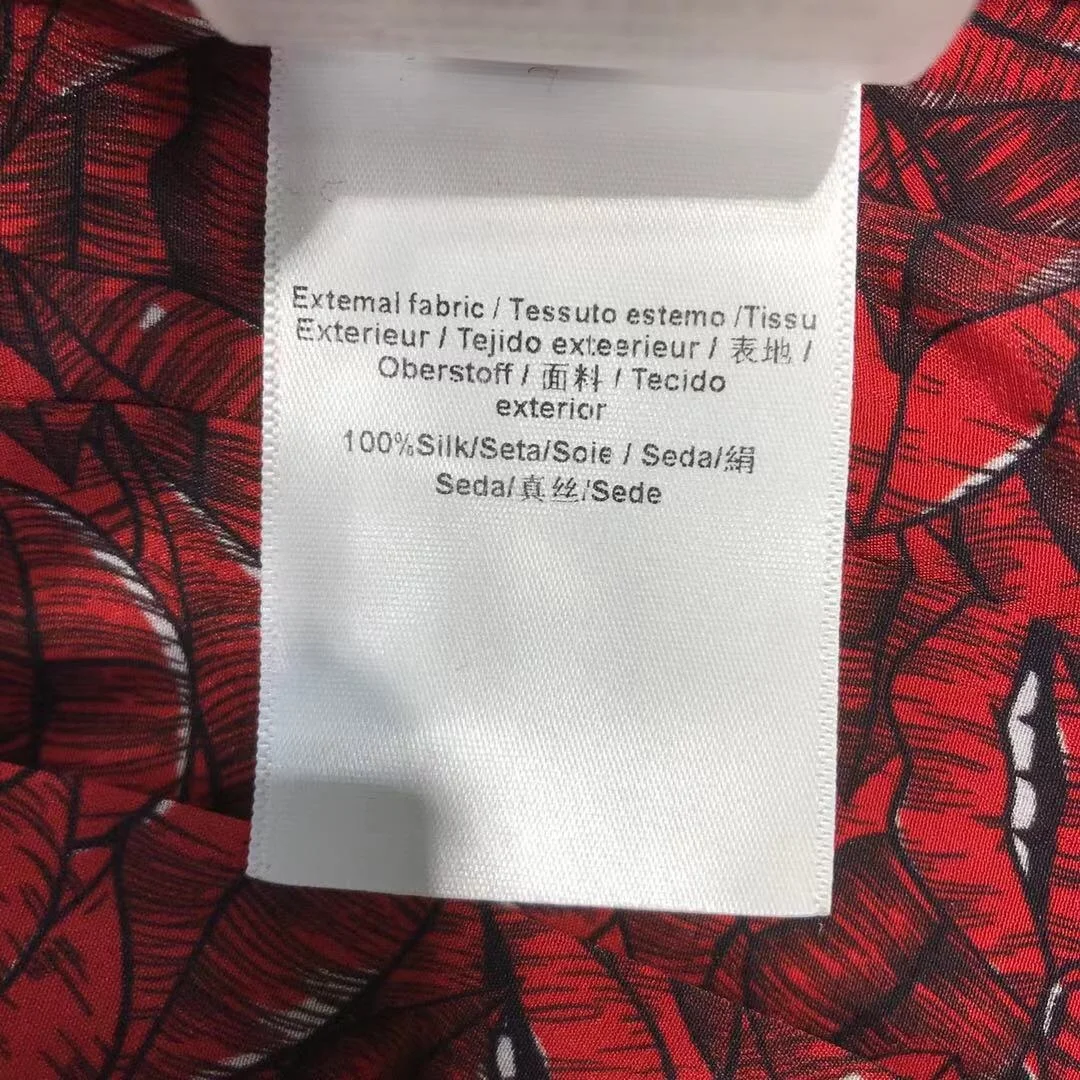 Extemal fabric / Tessuto estemo /Tissu
Exterieur / Tejido exteerieur / 表地 /
Oberstoff / 面料 / Tecido
exterior
100%Silk/Seta/Soie / Seda/絹
Seda/真丝/Sede